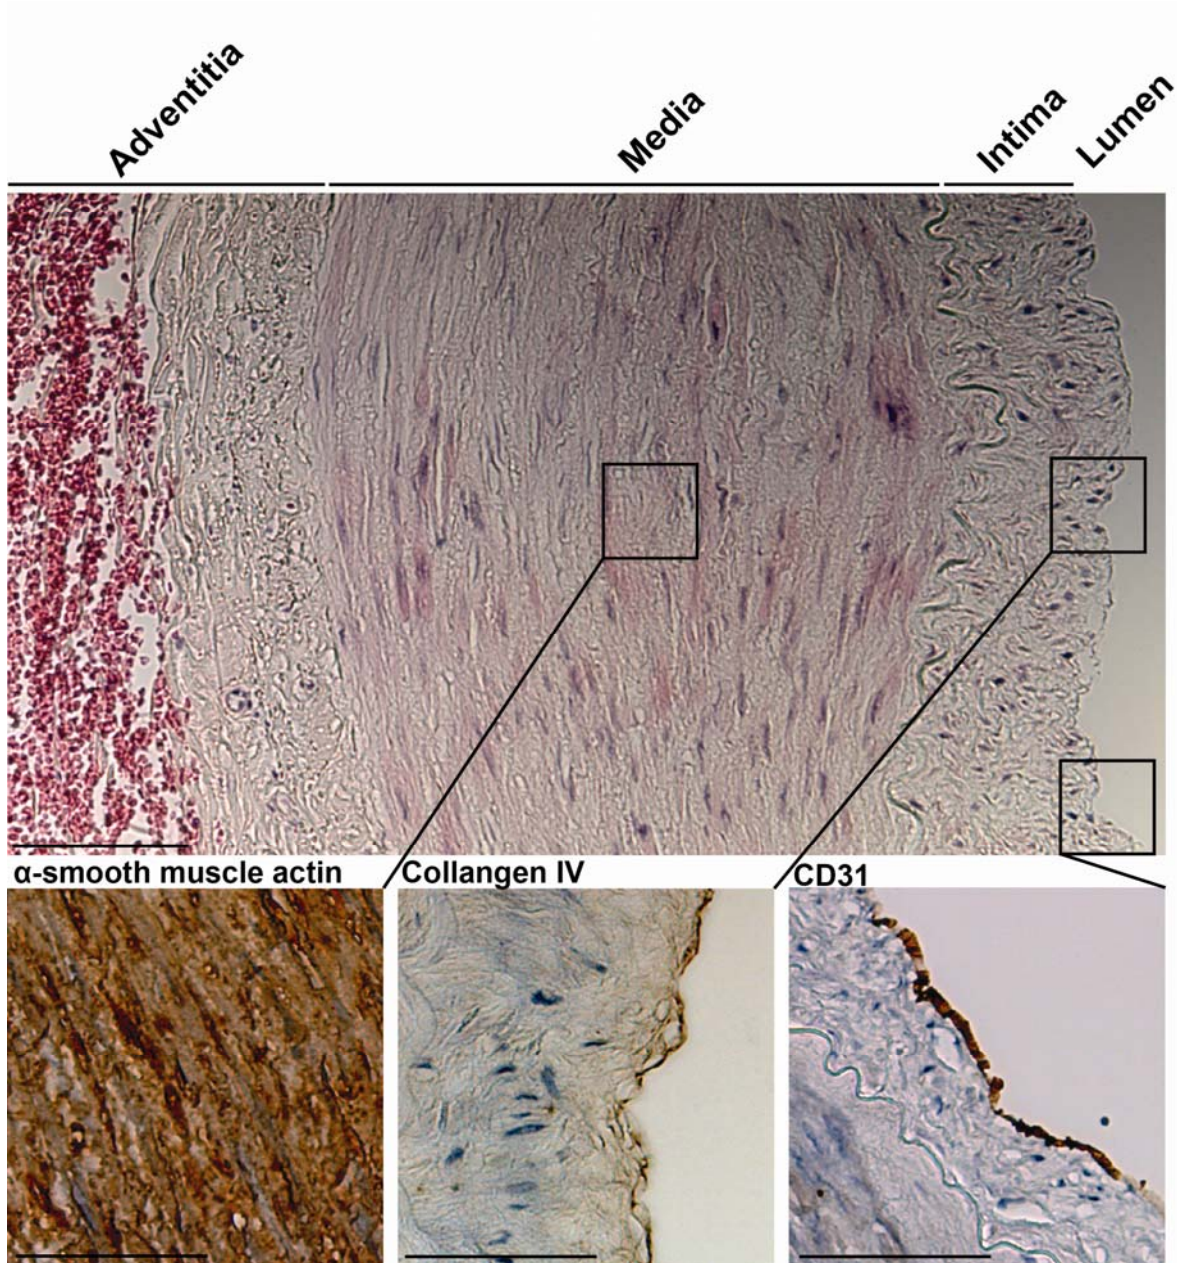 Adventitia
Media
Intima
Lumen
α-smooth muscle actin
Collangen IV
CD31